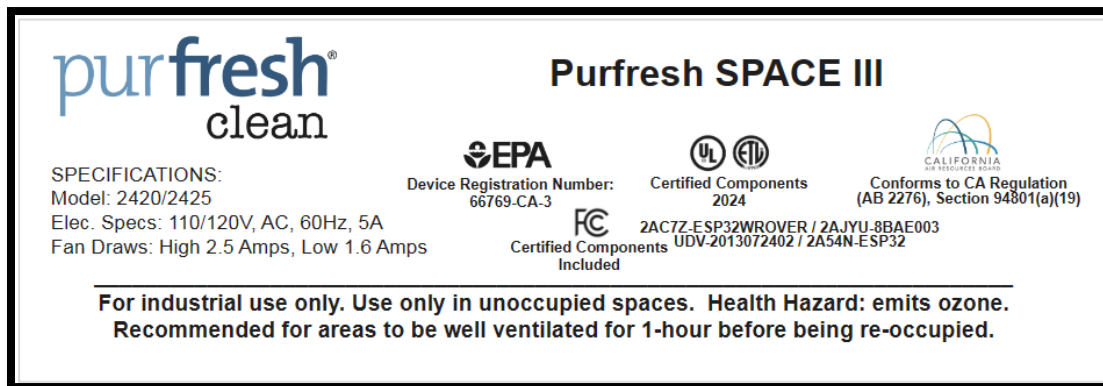 purfresh®
clean
Purfresh SPACE III
SPECIFICATIONS:
Model: 2420/2425
Elec. Specs: 110/120V, AC, 60Hz, 5A
Fan Draws: High 2.5 Amps, Low 1.6 Amps
EPA
Device Registration Number:
66769-CA-3
UL ETL
Certified Components
2024
CALIFORNIA
AIR RESOURCES BOARD
Conforms to CA Regulation
(AB 2276), Section 94801(a)(19)
FC
Certified Components
Included
2AC7Z-ESP32WROVER / 2AJYU-8BAE003
UDV-2013072402 / 2A54N-ESP32
For industrial use only. Use only in unoccupied spaces. Health Hazard: emits ozone.
Recommended for areas to be well ventilated for 1-hour before being re-occupied.